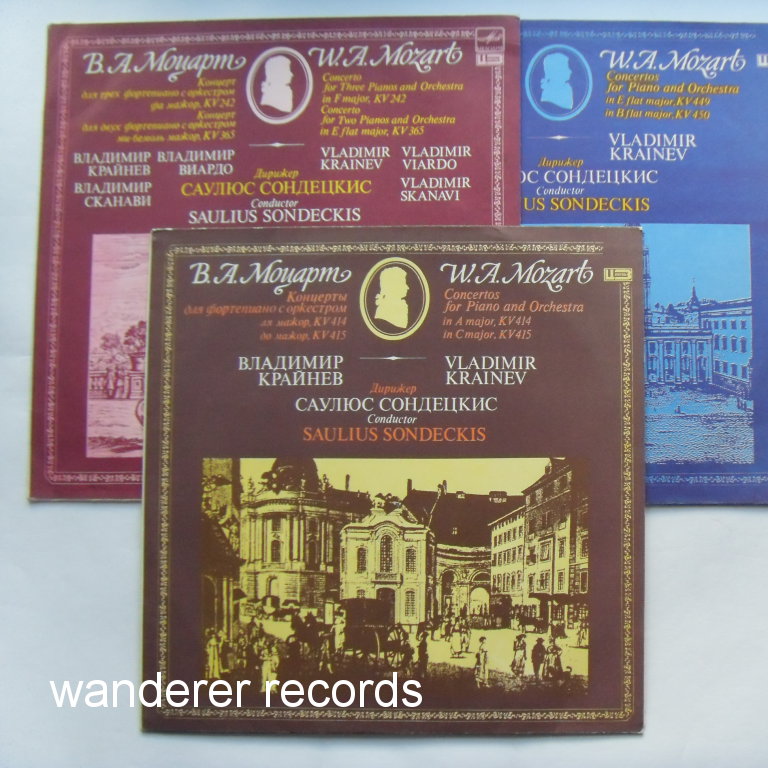 В.А.Моцарт
W.A.Mozart
Концерт
для трех фортепиано с оркестром
фа мажор, KV 242
Концерт
для двух фортепиано с оркестром
ми-бемоль мажор, KV 365
Concerto
for Three Pianos and Orchestra
in F major, KV 242
Concerto
for Two Pianos and Orchestra
in E flat major, KV 365
ВЛАДИМИР КРАЙНЕВ
ВЛАДИМИР ВИАРДО
ВЛАДИМИР СКАНАВИ
VLADIMIR KRAINEV
VLADIMIR VIARDO
VLADIMIR SKANAVI
Дирижер
САУЛЮС СОНДЕЦКИС
Conductor
SAULIUS SONDECKIS
W.A.Mozart
Concertos
for Piano and Orchestra
in E flat major, KV 449
in B flat major, KV 450
VLADIMIR
KRAINEV
Дирижер
ЮС СОНДЕЦКИС
Conductor
IUS SONDECKIS
В.А.Моцарт
W.A.Mozart
Концерты
для фортепиано с оркестром
ля мажор, KV 414
до мажор, KV 415
Concertos
for Piano and Orchestra
in A major, KV 414
in C major, KV 415
ВЛАДИМИР
КРАЙНЕВ
VLADIMIR
KRAINEV
Дирижер
САУЛЮС СОНДЕЦКИС
Conductor
SAULIUS SONDECKIS
wanderer records